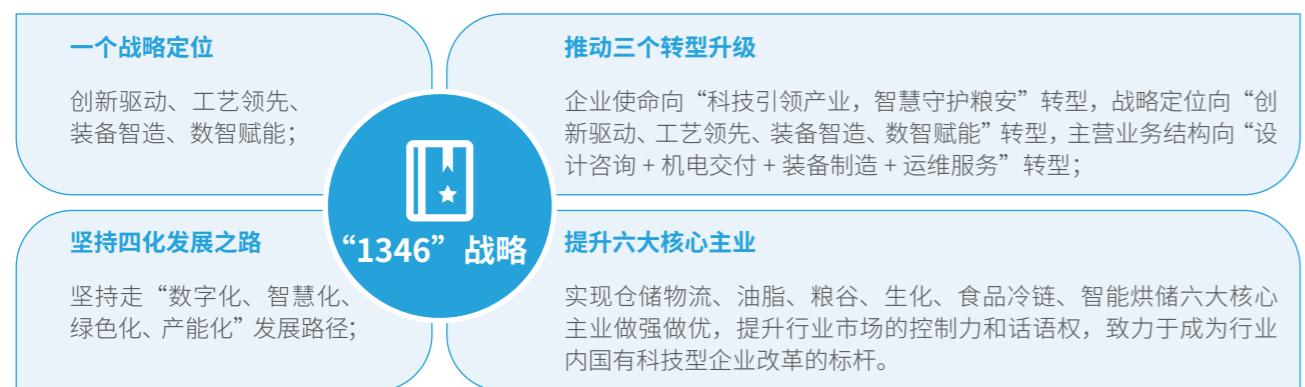 一个战略定位
创新驱动、工艺领先、
装备智造、数智赋能；
推动三个转型升级
企业使命向“科技引领产业，智慧守护粮安”转型，战略定位向“创
新驱动、工艺领先、装备智造、数智赋能”转型，主营业务结构向“设
计咨询 + 机电交付 + 装备制造 + 运维服务”转型；
“1346”战略
坚持四化发展之路
坚持走“数字化、智慧化、
绿色化、产能化”发展路径;
提升六大核心主业
实现仓储物流、油脂、粮谷、生化、食品冷链、智能烘储六大核心
主业做强做优，提升行业市场的控制力和话语权，致力于成为行业
内国有科技型企业改革的标杆。